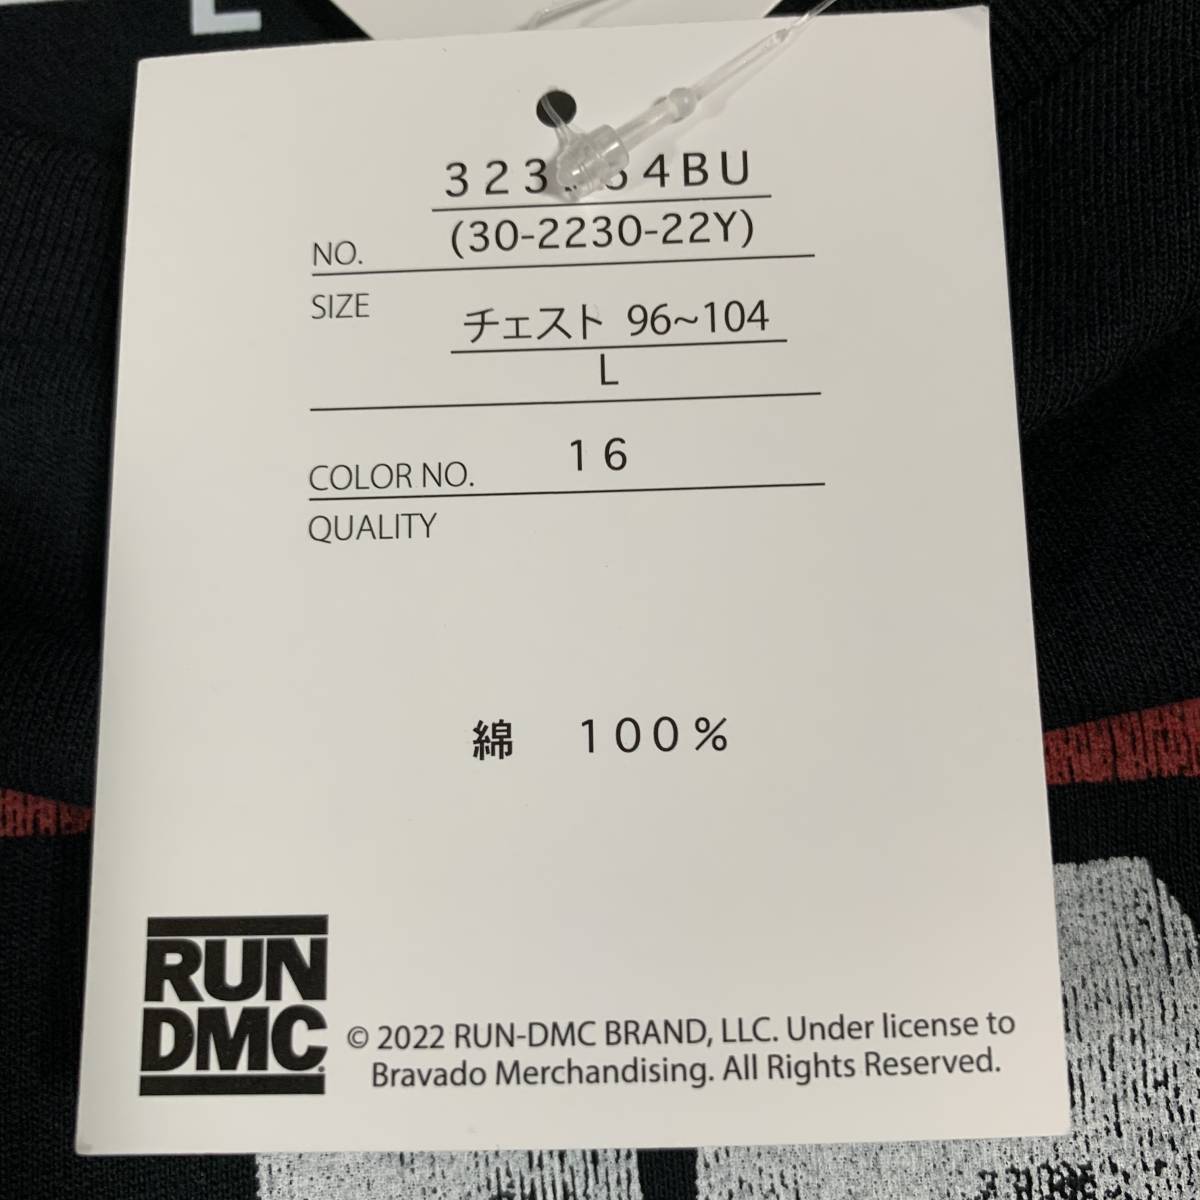 L
(30-2230-22Y)
NO.
SIZE
チェスト 96~104
L
COLOR NO. 16
QUALITY
綿 100%
RUN
DMC
© 2022 RUN-DMC BRAND, LLC. Under license to
Bravado Merchandising. All Rights Reserved.